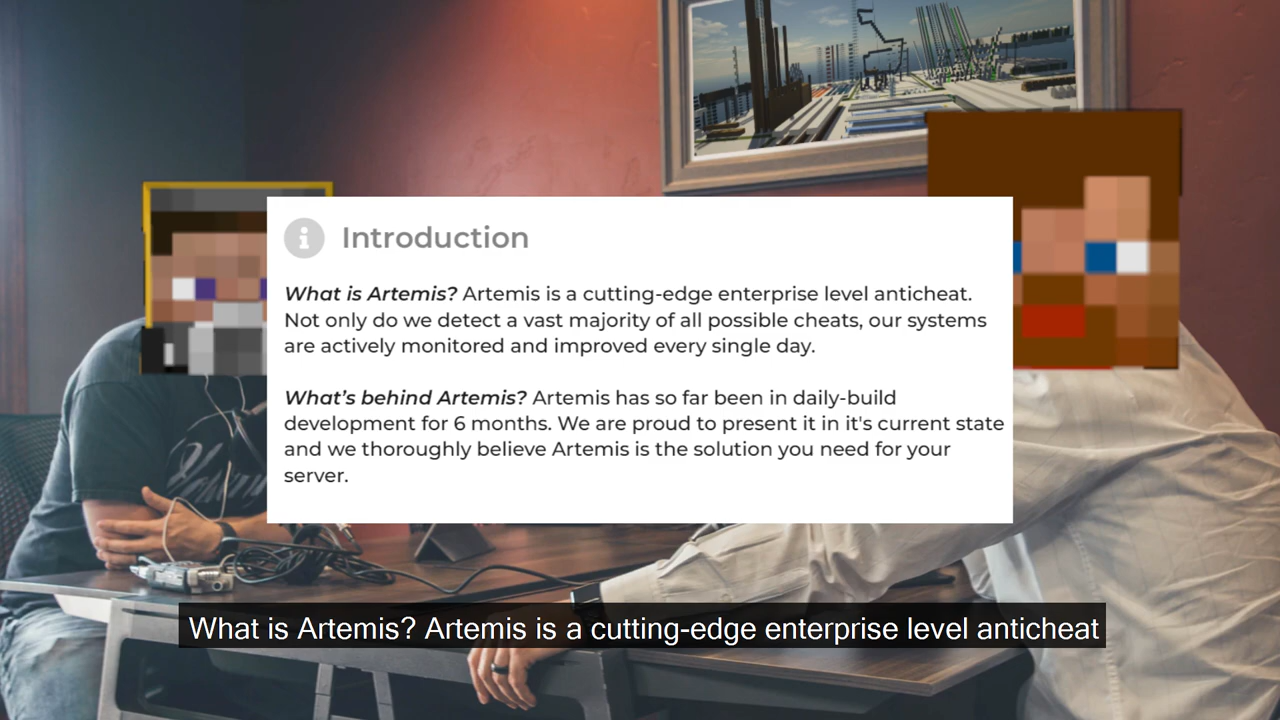 Introduction
What is Artemis? Artemis is a cutting-edge enterprise level anticheat.
Not only do we detect a vast majority of all possible cheats, our systems
are actively monitored and improved every single day.
What's behind Artemis? Artemis has so far been in daily-build
development for 6 months. We are proud to present it in it's current state
and we thoroughly believe Artemis is the solution you need for your
server.
What is Artemis? Artemis is a cutting-edge enterprise level anticheat